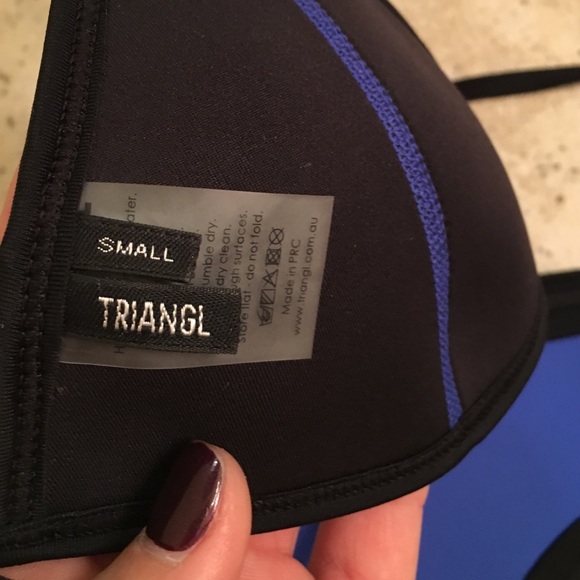 SMALL
TRIANGL
ater.
umble dry.
dry clean.
gh surfaces.
store flat - do not fold.
Made in PRC
www.triangl.com.au